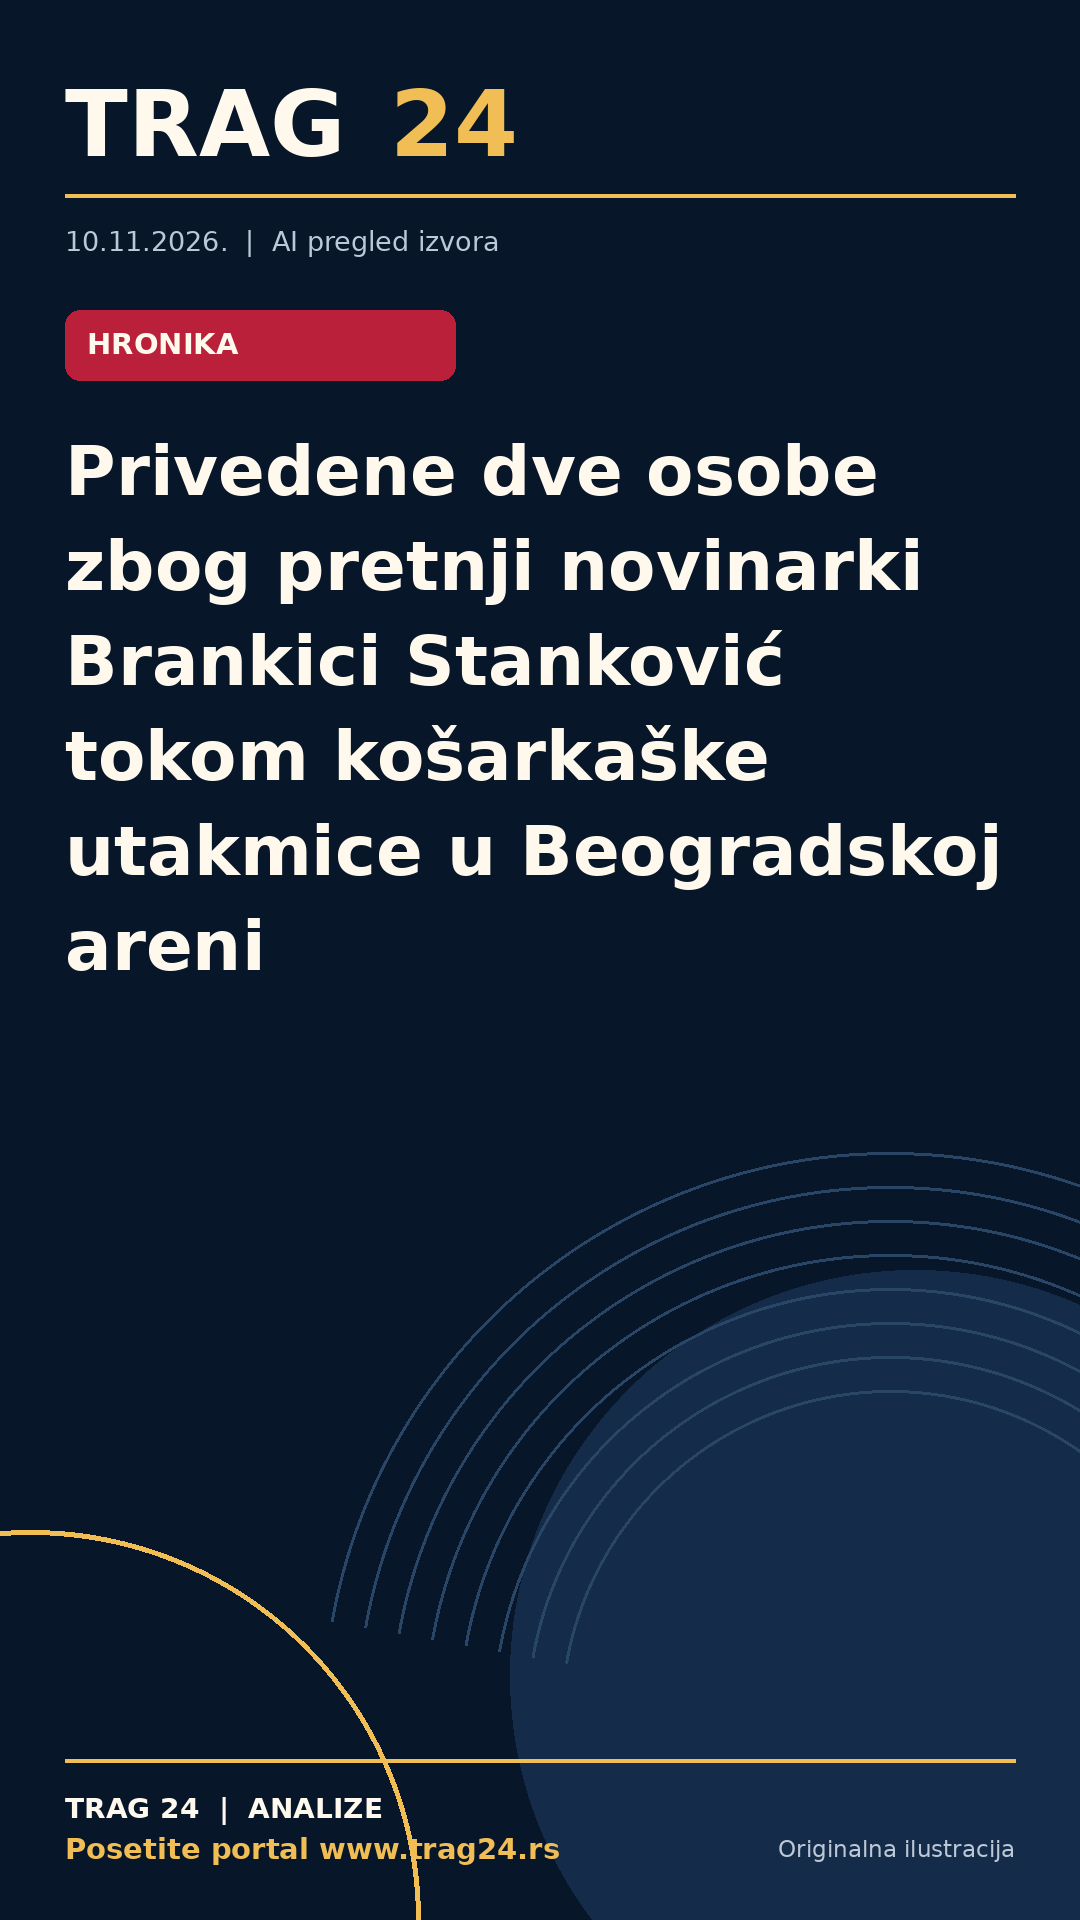 TRAG 24
10.11.2026. | AI pregled izvora
HRONIKA
Privedene dve osobe
zbog pretnji novinarki
Brankici Stanković
tokom košarkaške
utakmice u Beogradskoj
areni
TRAG 24 | ANALIZE
Posetite portal www.trag24.rs
Originalna ilustracija